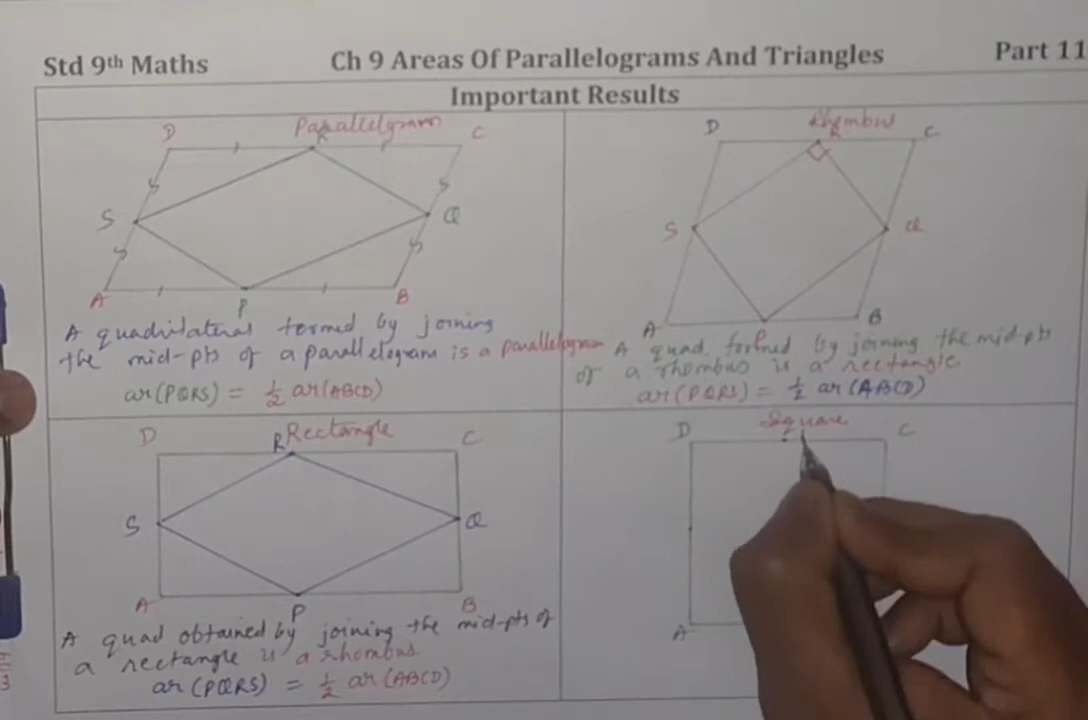 Std 9th Maths Ch 9 Areas Of Parallelograms And Triangles Part 11
Important Results
Parallelgram
D R C
S Q
A P B
A quadrilateral formed by joining
the mid-pts of a parallelogram is a parallelogram
ar(PQRS) = 1/2 ar(ABCD)
Rhombus
D R C
S Q
A P B
A quad. formed by joining the mid-pts
of a rhombus is a rectangle
ar(PQRS) = 1/2 ar(ABCD)
Rectangle
D R C
S Q
A P B
A quad obtained by joining the mid-pts of
a rectangle is a rhombus.
ar(PQRS) = 1/2 ar(ABCD)
Square
D C
A